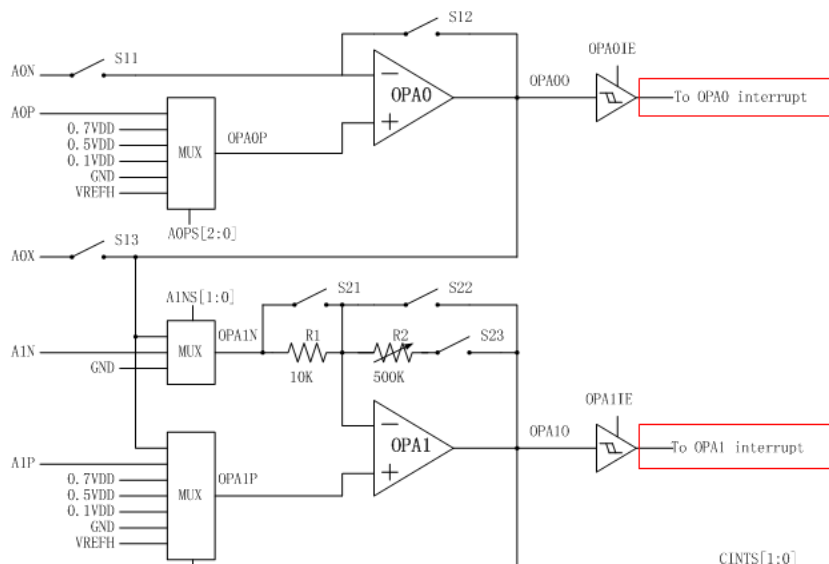 S12
OPA0IE
S11
A0N
OPA0
OPA0O
To OPA0 interrupt
A0P
0.7VDD
0.5VDD
MUX
OPA0P
0.1VDD
GND
VREFH
A0PS[2:0]
S13
A0X
A1NS[1:0]
S21
S22
OPA1N
R1
R2
S23
A1N
MUX
GND
10K
500K
OPA1IE
OPA1
OPA1O
To OPA1 interrupt
A1P
0.7VDD
OPA1P
0.5VDD
MUX
0.1VDD
GND
VREFH
CINTS[1:0]